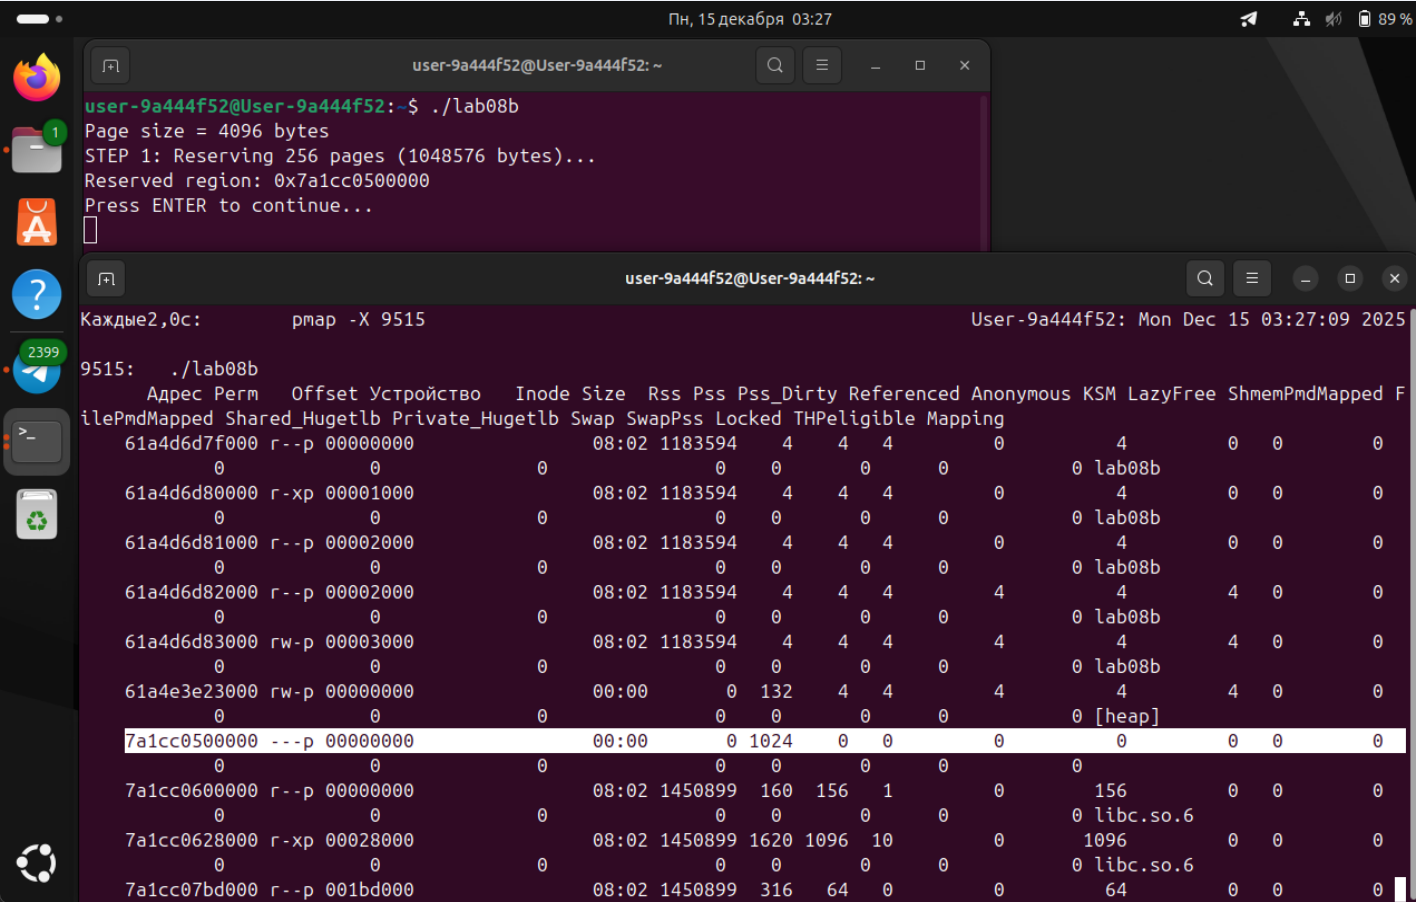 Пн, 15 декабря 03:27
89 %
user-9a444f52@User-9a444f52: ~
user-9a444f52@User-9a444f52:~$ ./lab08b
Page size = 4096 bytes
STEP 1: Reserving 256 pages (1048576 bytes)...
Reserved region: 0x7a1cc0500000
Press ENTER to continue...
1
2399
user-9a444f52@User-9a444f52: ~
Каждые2,0с: pmap -X 9515 User-9a444f52: Mon Dec 15 03:27:09 2025
9515: ./lab08b
Адрес Perm Offset Устройство Inode Size Rss Pss Pss_Dirty Referenced Anonymous KSM LazyFree ShmemPmdMapped F
ilePmdMapped Shared_Hugetlb Private_Hugetlb Swap SwapPss Locked THPeligible Mapping
61a4d6d7f000 r--p 00000000 08:02 1183594 4 4 4 0 4 0 0 0
0 0 0 0 0 0 0 0 lab08b
61a4d6d80000 r-xp 00001000 08:02 1183594 4 4 4 0 4 0 0 0
0 0 0 0 0 0 0 0 lab08b
61a4d6d81000 r--p 00002000 08:02 1183594 4 4 4 0 4 0 0 0
0 0 0 0 0 0 0 0 lab08b
61a4d6d82000 r--p 00002000 08:02 1183594 4 4 4 4 4 4 0 0
0 0 0 0 0 0 0 0 lab08b
61a4d6d83000 rw-p 00003000 08:02 1183594 4 4 4 4 4 4 0 0
0 0 0 0 0 0 0 0 lab08b
61a4e3e23000 rw-p 00000000 00:00 0 132 4 4 4 4 4 0 0
0 0 0 0 0 0 0 0 [heap]
7a1cc0500000 ---p 00000000 00:00 0 1024 0 0 0 0 0 0 0
0 0 0 0 0 0 0 0
7a1cc0600000 r--p 00000000 08:02 1450899 160 156 1 0 156 0 0 0
0 0 0 0 0 0 0 0 libc.so.6
7a1cc0628000 r-xp 00028000 08:02 1450899 1620 1096 10 0 1096 0 0 0
0 0 0 0 0 0 0 0 libc.so.6
7a1cc07bd000 r--p 001bd000 08:02 1450899 316 64 0 0 64 0 0 0